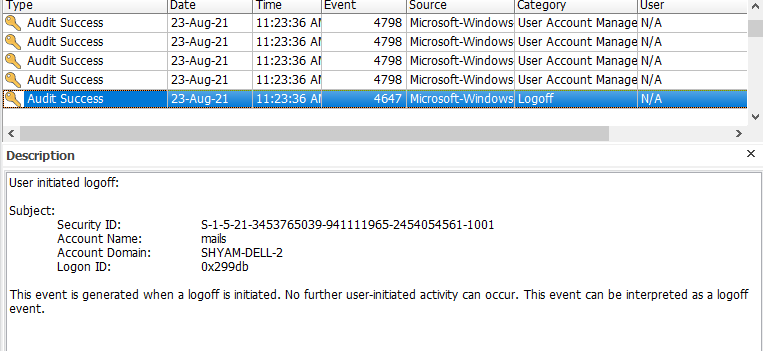 Type Date Time Event Source Category User
Audit Success 23-Aug-21 11:23:36 AM 4798 Microsoft-Windows User Account Manage N/A
Audit Success 23-Aug-21 11:23:36 AM 4798 Microsoft-Windows User Account Manage N/A
Audit Success 23-Aug-21 11:23:36 AM 4798 Microsoft-Windows User Account Manage N/A
Audit Success 23-Aug-21 11:23:36 AM 4798 Microsoft-Windows User Account Manage N/A
Audit Success 23-Aug-21 11:23:36 AM 4647 Microsoft-Windows Logoff N/A
Description
User initiated logoff:
Subject:
Security ID: S-1-5-21-3453765039-941111965-2454054561-1001
Account Name: mails
Account Domain: SHYAM-DELL-2
Logon ID: 0x299db
This event is generated when a logoff is initiated. No further user-initiated activity can occur. This event can be interpreted as a logoff
event.